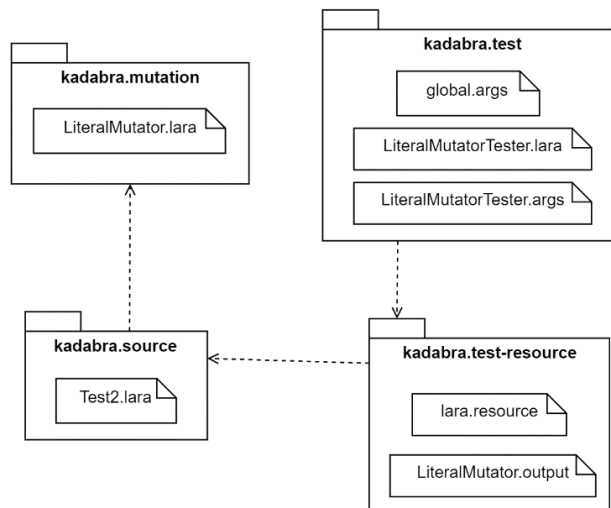 kadabra.mutation
LiteralMutator.lara
kadabra.test
global.args
LiteralMutatorTester.lara
LiteralMutatorTester.args
kadabra.source
Test2.lara
kadabra.test-resource
lara.resource
LiteralMutator.output